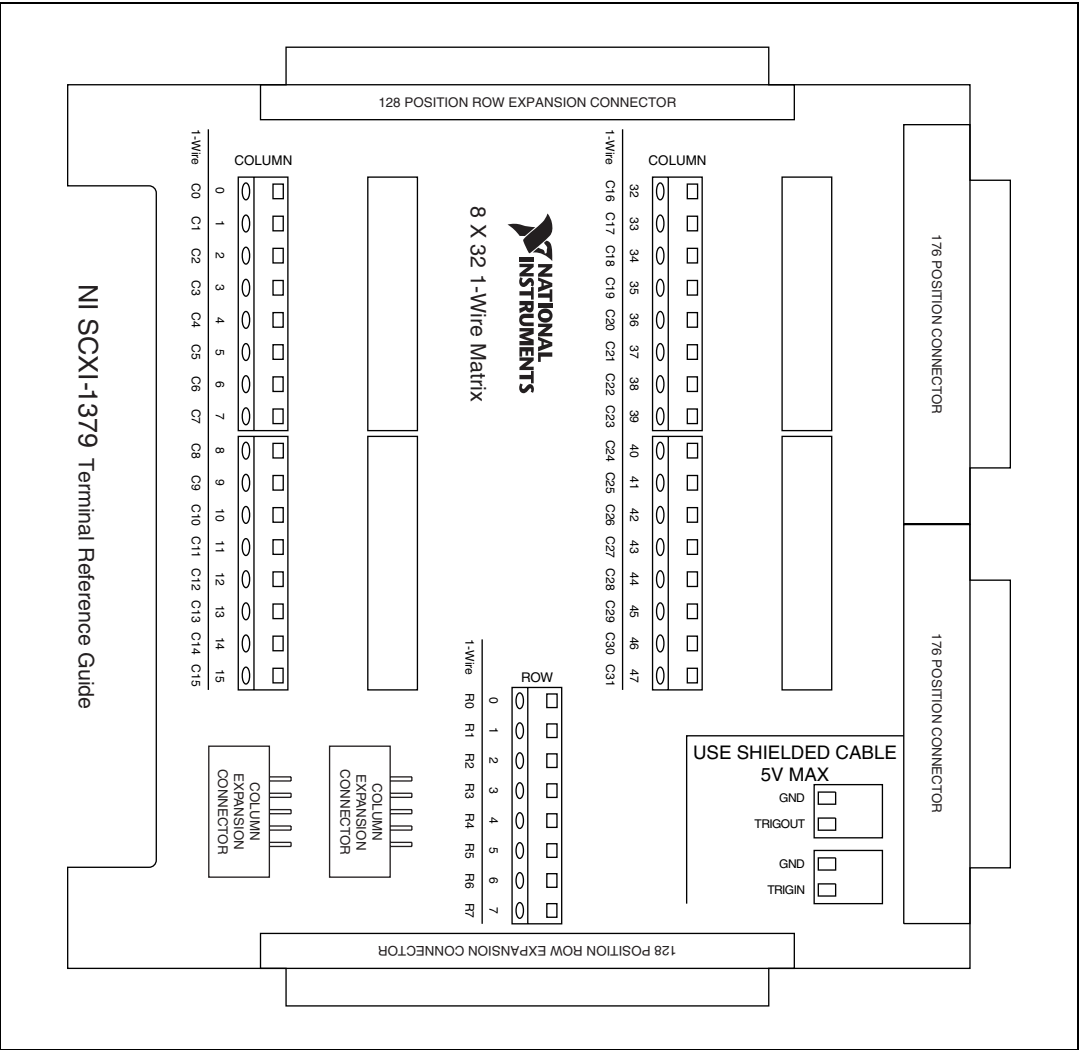 128 POSITION ROW EXPANSION CONNECTOR
1-Wire
COLUMN
C0 0
C1 1
C2 2
C3 3
C4 4
C5 5
C6 6
C7 7
C8 8
C9 9
C10 10
C11 11
C12 12
C13 13
C14 14
C15 15
NI SCXI-1379 Terminal Reference Guide
NATIONAL
INSTRUMENTS
8 X 32 1-Wire Matrix
1-Wire
COLUMN
C16 32
C17 33
C18 34
C19 35
C20 36
C21 37
C22 38
C23 39
C24 40
C25 41
C26 42
C27 43
C28 44
C29 45
C30 46
C31 47
176 POSITION CONNECTOR
176 POSITION CONNECTOR
1-Wire
ROW
R0 0
R1 1
R2 2
R3 3
R4 4
R5 5
R6 6
R7 7
COLUMN
EXPANSION
CONNECTOR
COLUMN
EXPANSION
CONNECTOR
USE SHIELDED CABLE
5V MAX
GND
TRIGOUT
GND
TRIGIN
128 POSITION ROW EXPANSION CONNECTOR